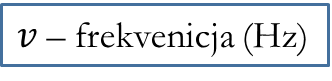 v – frekvenicja (Hz)